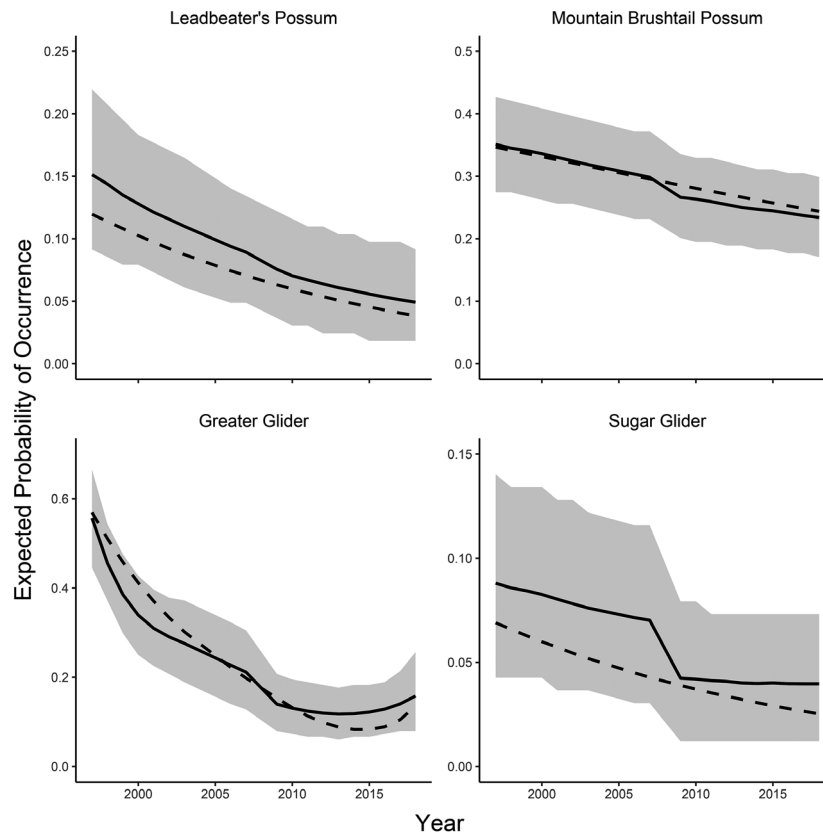 Leadbeater's Possum
Mountain Brushtail Possum
0.25
0.20
0.15
0.10
0.05
0.00
0.5
0.4
0.3
0.2
0.1
Greater Glider
Sugar Glider
0.6
0.4
0.2
0.0
0.15
0.10
0.05
0.00
2000 2005 2010 2015
2000 2005 2010 2015
Expected Probability of Occurrence
Year